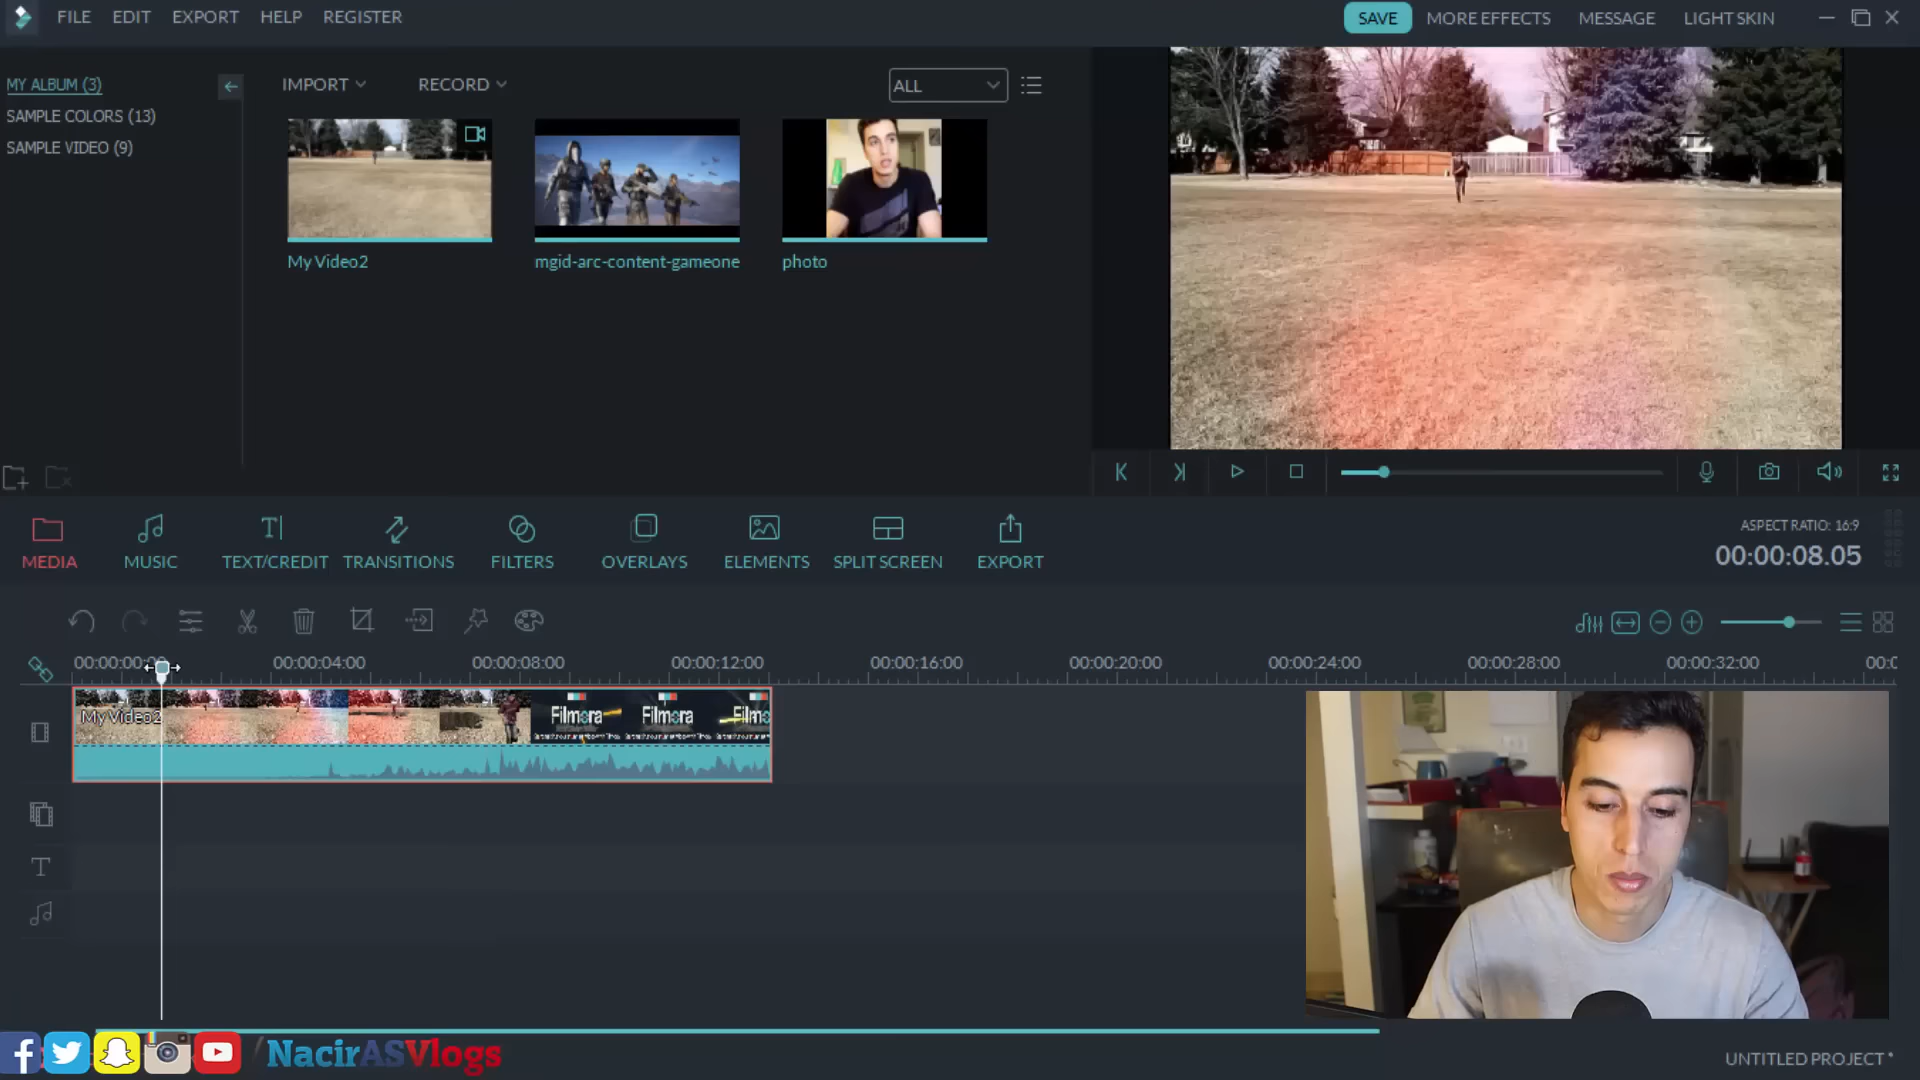 FILE EDIT EXPORT HELP REGISTER
SAVE MORE EFFECTS MESSAGE LIGHT SKIN
MY ALBUM (3)
SAMPLE COLORS (13)
SAMPLE VIDEO (9)
IMPORT RECORD ALL
My Video2 mgid-arc-content-gameone photo
MEDIA MUSIC TEXT/CREDIT TRANSITIONS FILTERS OVERLAYS ELEMENTS SPLIT SCREEN EXPORT
ASPECT RATIO: 16:9
00:00:08.05
00:00:04:00 00:00:08:00 00:00:12:00 00:00:16:00 00:00:20:00 00:00:24:00 00:00:28:00 00:00:32:00
My Video2
Filmora Filmora Filmo
NacirASVlogs
UNTITLED PROJECT *